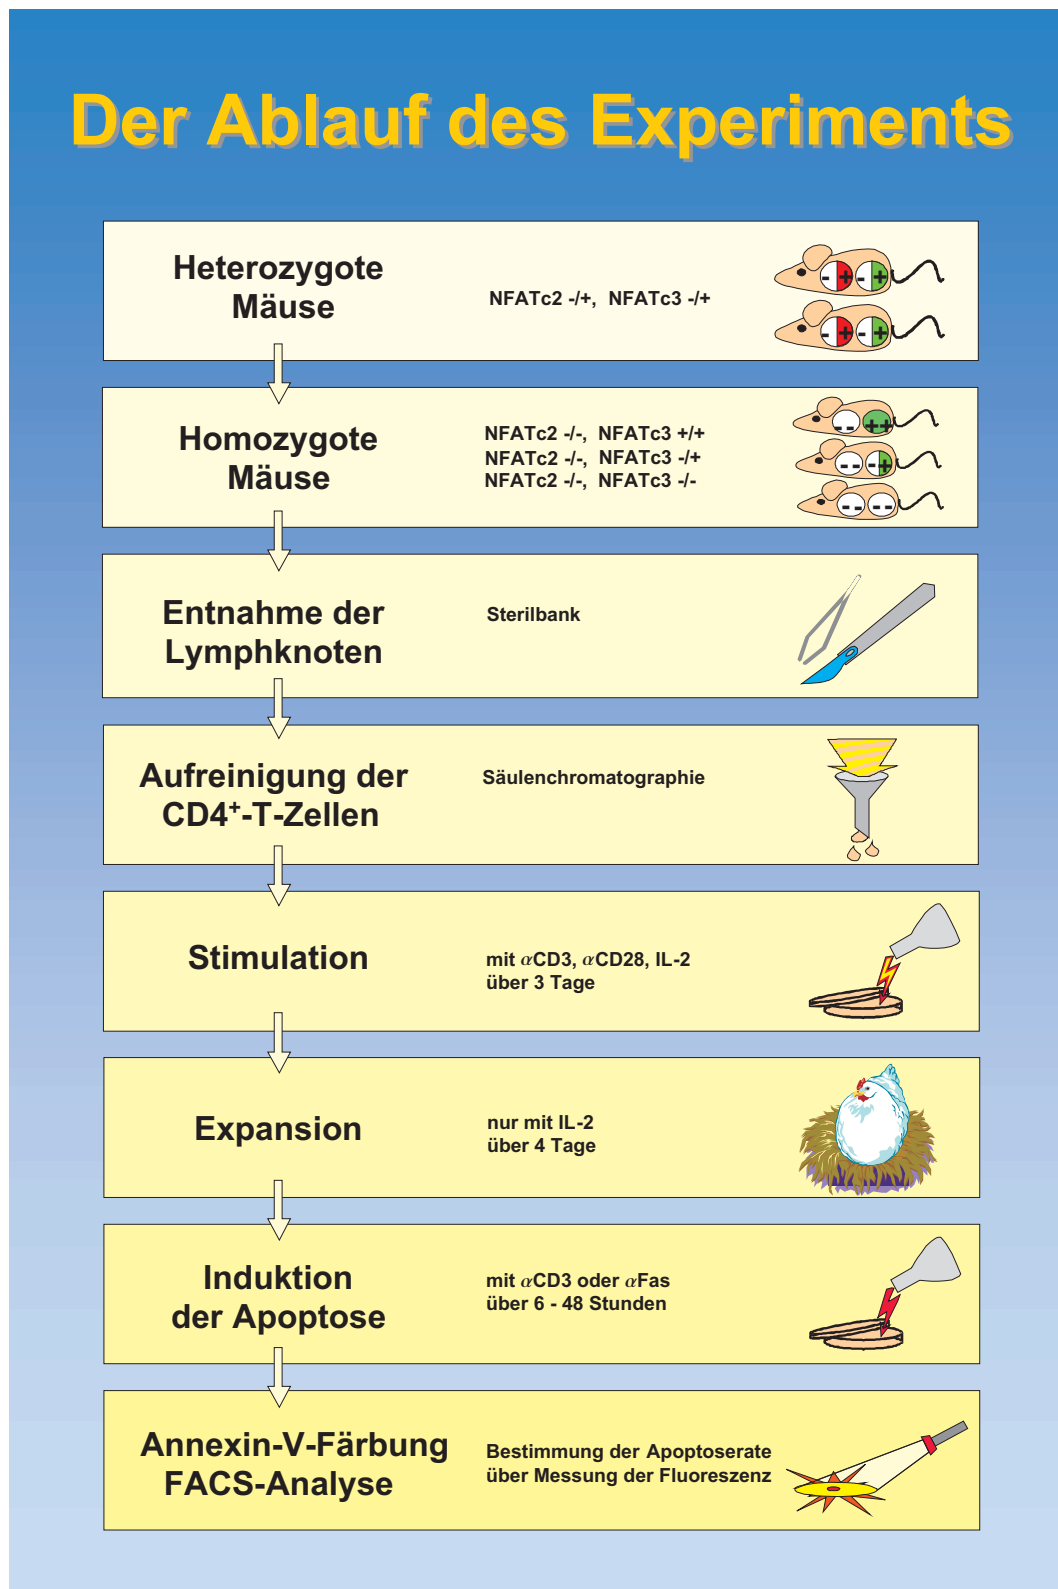 Der Ablauf des Experiments
Heterozygote
Mäuse
NFATc2 -/+, NFATc3 -/+
- + - +
- + - +
Homozygote
Mäuse
NFATc2 -/-, NFATc3 +/+
NFATc2 -/-, NFATc3 -/+
NFATc2 -/-, NFATc3 -/-
- - + +
- - - +
- - - -
Entnahme der
Lymphknoten
Sterilbank
Aufreinigung der
CD4⁺-T-Zellen
Säulenchromatographie
Stimulation
mit αCD3, αCD28, IL-2
über 3 Tage
Expansion
nur mit IL-2
über 4 Tage
Induktion
der Apoptose
mit αCD3 oder αFas
über 6 - 48 Stunden
Annexin-V-Färbung
FACS-Analyse
Bestimmung der Apoptoserate
über Messung der Fluoreszenz